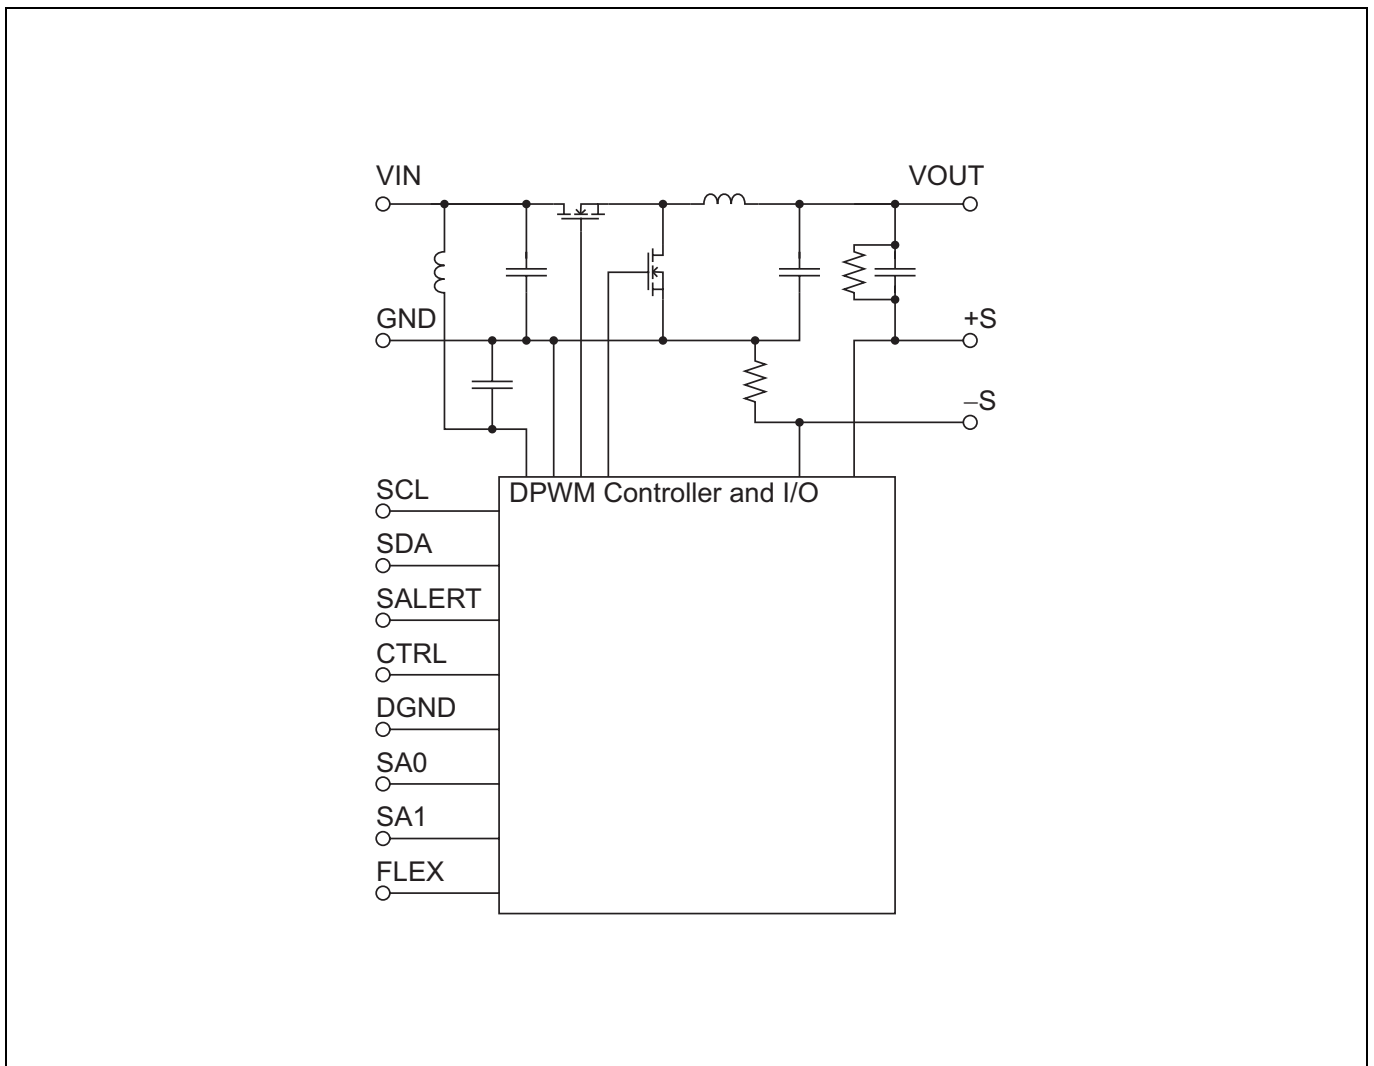 VIN
VOUT
GND
+S
–S
SCL
DPWM Controller and I/O
SDA
SALERT
CTRL
DGND
SA0
SA1
FLEX